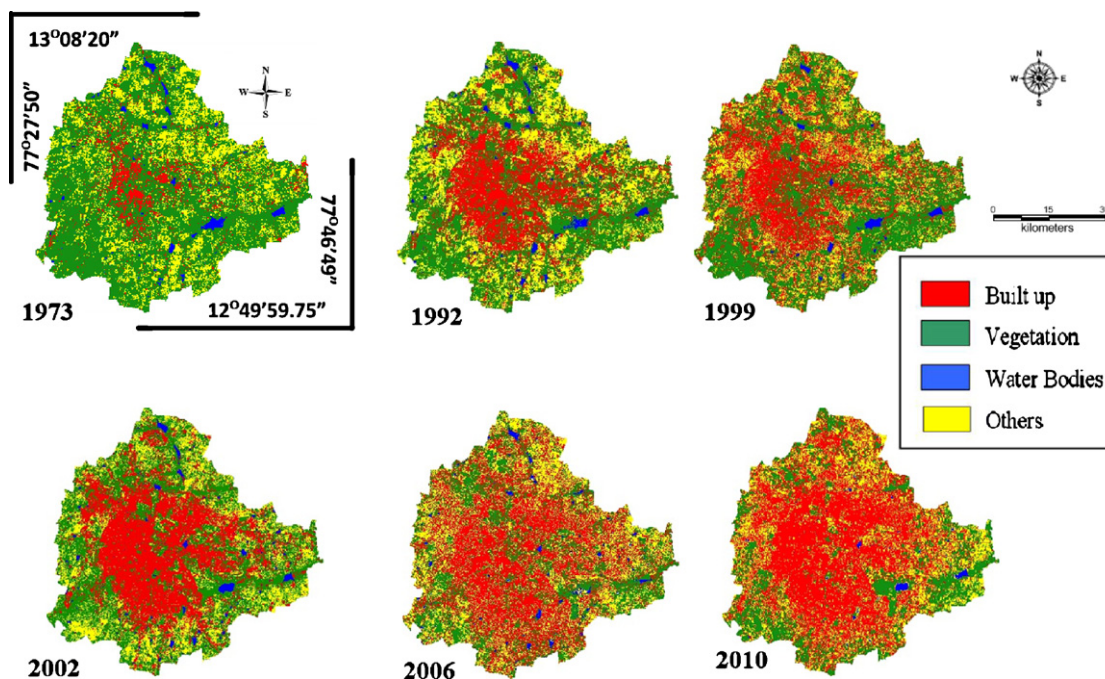 13°08'20"
77°27'50"
N
W E
S
77°46'49"
12°49'59.75"
1973
1992
1999
N
W E
S
0 15
kilometers
Built up
Vegetation
Water Bodies
Others
2002
2006
2010